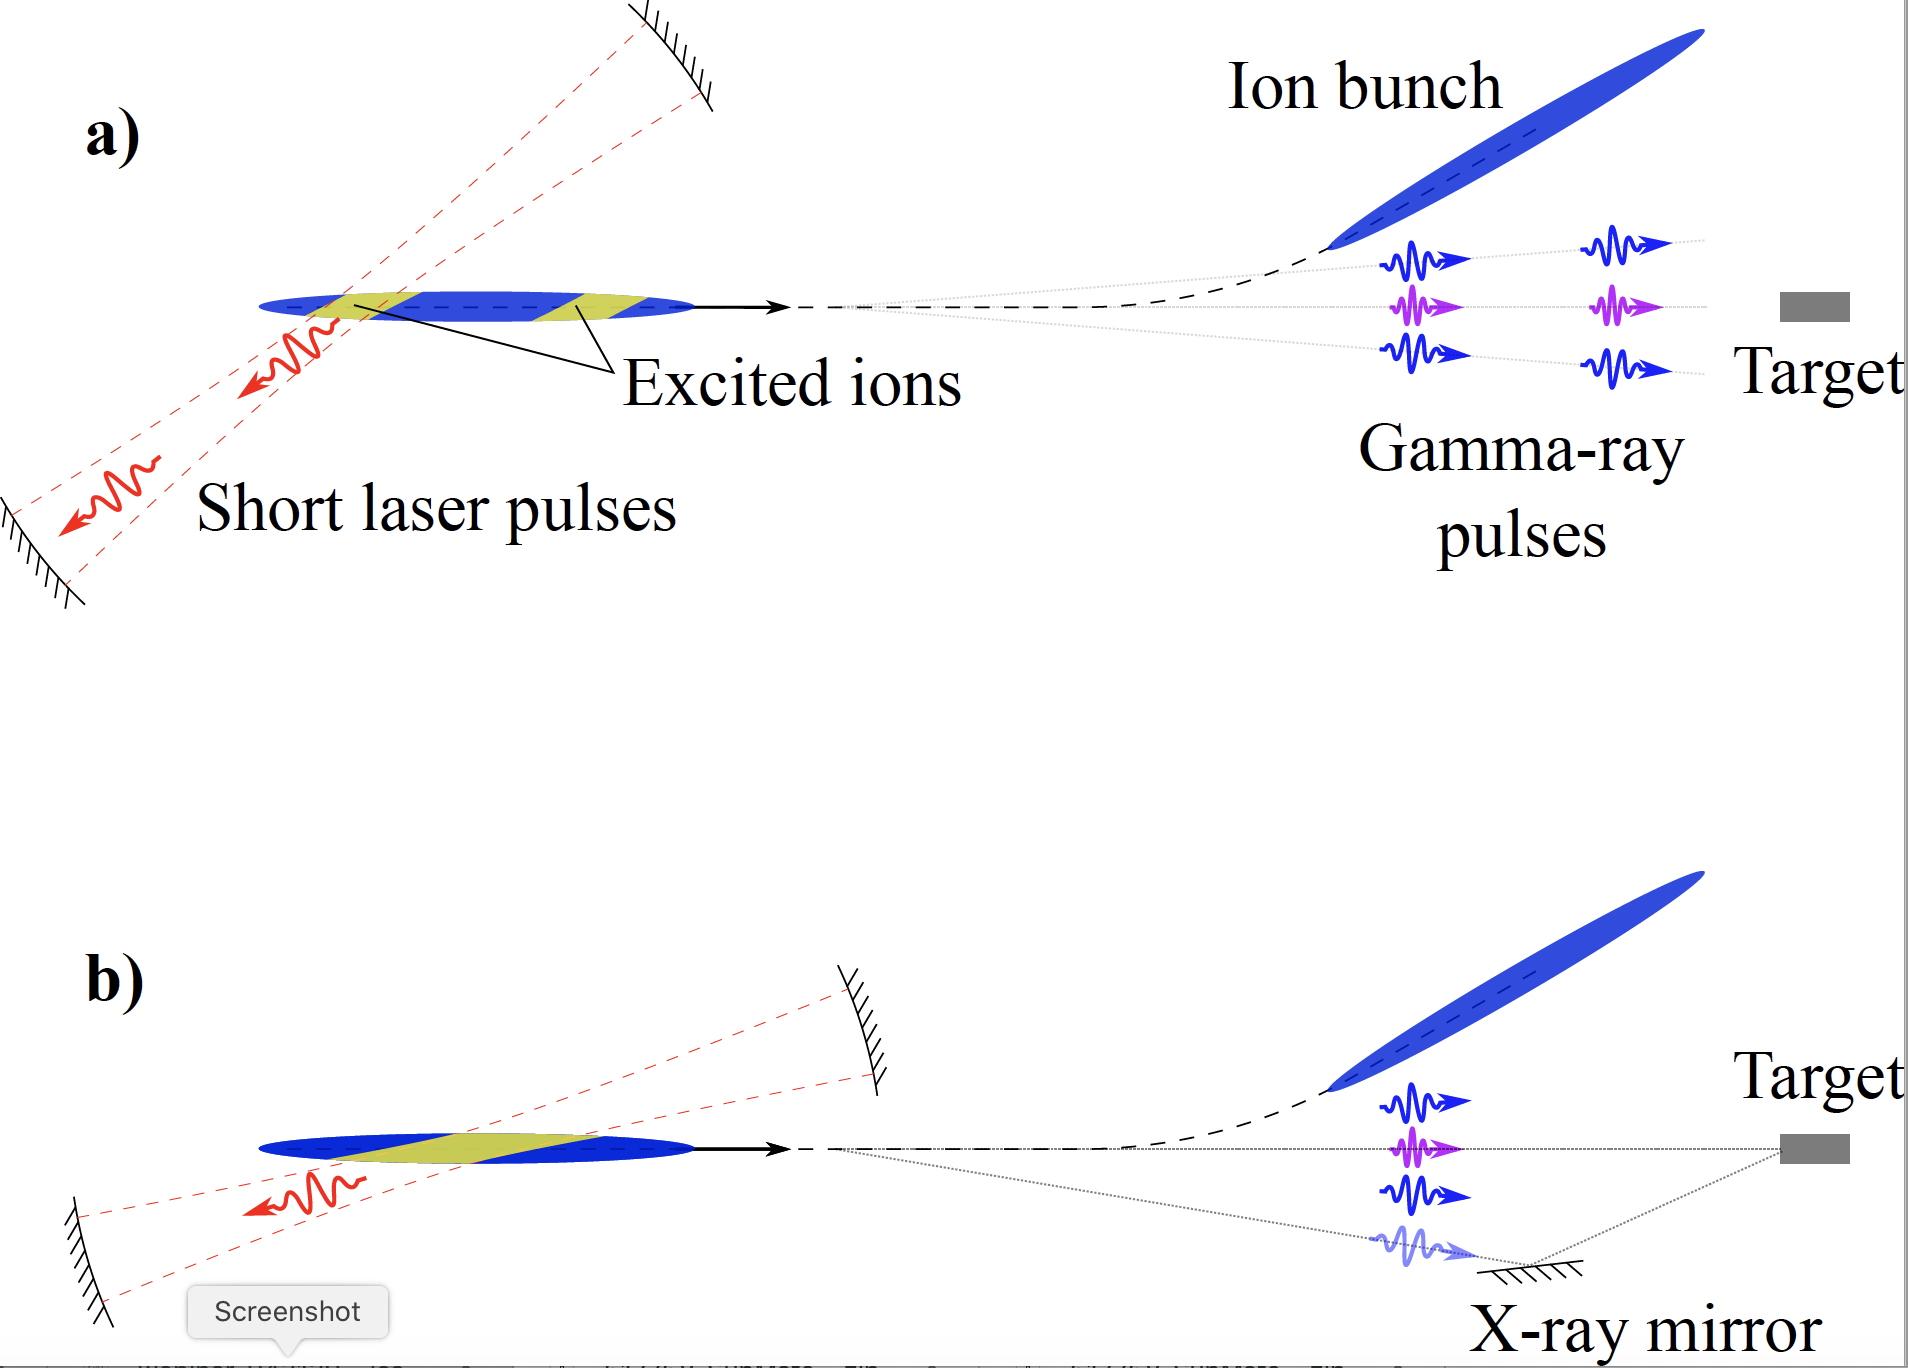 a)
Ion bunch
Excited ions
Target
Gamma-ray
pulses
Short laser pulses
b)
Target
Screenshot
X-ray mirror